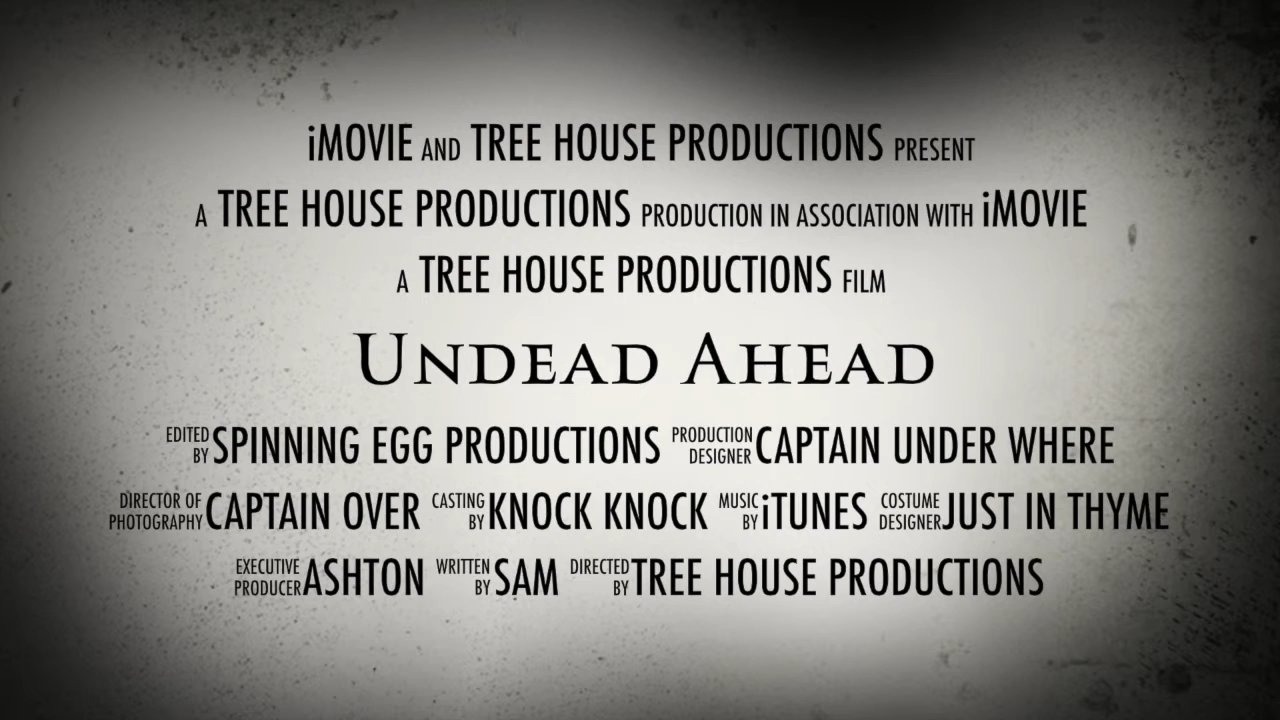 iMOVIE AND TREE HOUSE PRODUCTIONS PRESENT
A TREE HOUSE PRODUCTIONS PRODUCTION IN ASSOCIATION WITH iMOVIE
A TREE HOUSE PRODUCTIONS FILM
UNDEAD AHEAD
EDITED BY SPINNING EGG PRODUCTIONS PRODUCTION DESIGNER CAPTAIN UNDER WHERE
DIRECTOR OF PHOTOGRAPHY CAPTAIN OVER CASTING BY KNOCK KNOCK MUSIC BY iTUNES COSTUME DESIGNER JUST IN THYME
EXECUTIVE PRODUCER ASHTON WRITTEN BY SAM DIRECTED BY TREE HOUSE PRODUCTIONS